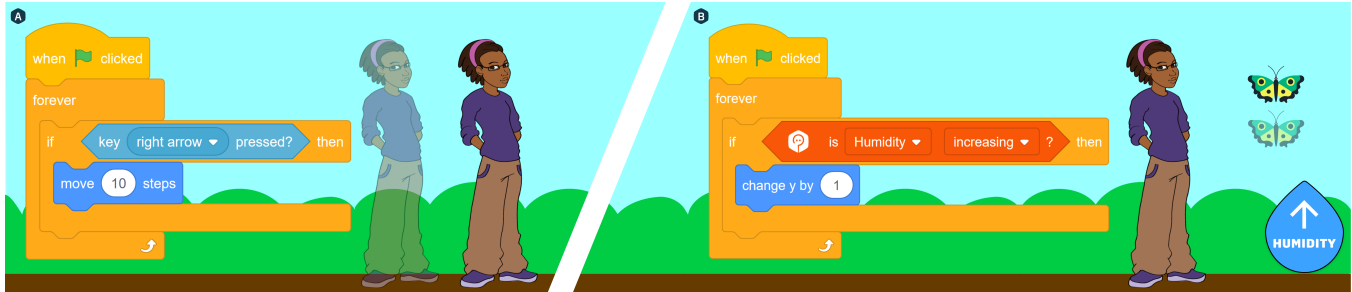 A
when clicked
forever
if key right arrow pressed? then
move 10 steps
B
when clicked
forever
if is Humidity increasing ? then
change y by 1
HUMIDITY